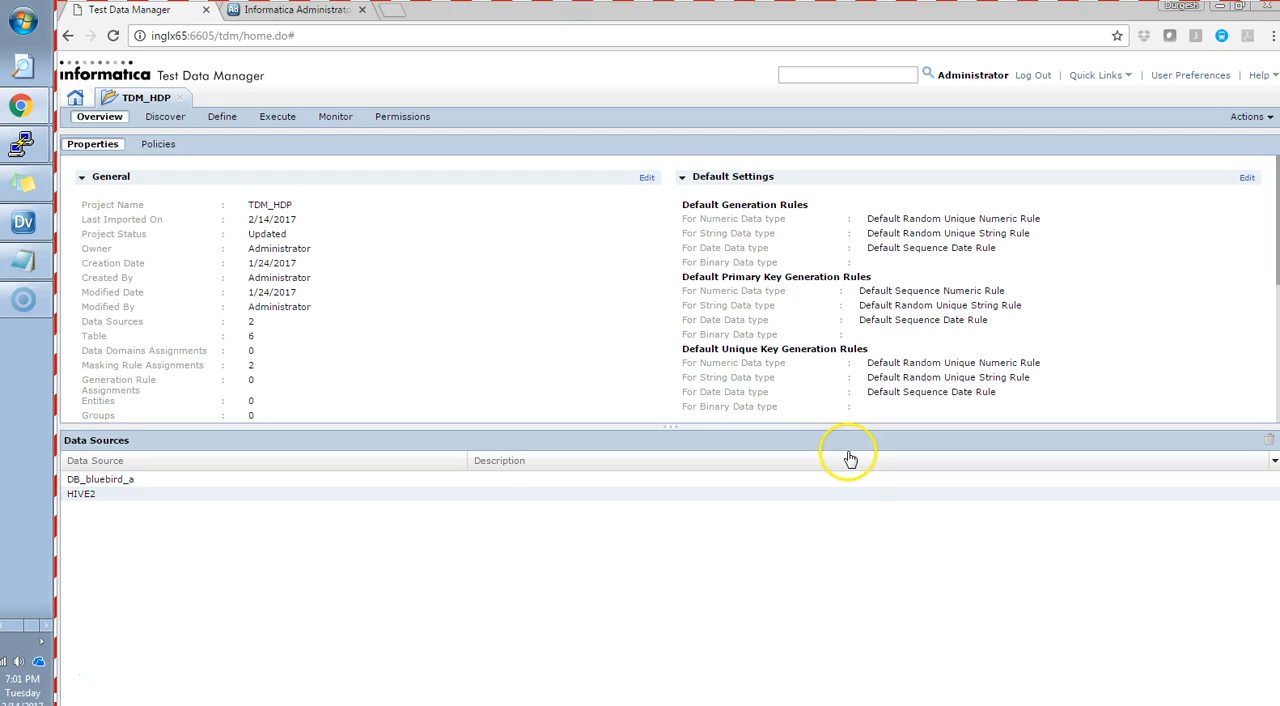 Test Data Manager
Informatica Administrato
Durgesh
inglx65:6605/tdm/home.do#
informatica Test Data Manager
Administrator Log Out | Quick Links | User Preferences | Help
TDM_HDP
Overview Discover Define Execute Monitor Permissions Actions
Properties Policies
General Edit
Project Name : TDM_HDP
Last Imported On : 2/14/2017
Project Status : Updated
Owner : Administrator
Creation Date : 1/24/2017
Created By : Administrator
Modified Date : 1/24/2017
Modified By : Administrator
Data Sources : 2
Table : 6
Data Domains Assignments : 0
Masking Rule Assignments : 2
Generation Rule : 0
Assignments
Entities : 0
Groups : 0
Default Settings Edit
Default Generation Rules
For Numeric Data type : Default Random Unique Numeric Rule
For String Data type : Default Random Unique String Rule
For Date Data type : Default Sequence Date Rule
For Binary Data type :
Default Primary Key Generation Rules
For Numeric Data type : Default Sequence Numeric Rule
For String Data type : Default Random Unique String Rule
For Date Data type : Default Sequence Date Rule
For Binary Data type :
Default Unique Key Generation Rules
For Numeric Data type : Default Random Unique Numeric Rule
For String Data type : Default Random Unique String Rule
For Date Data type : Default Sequence Date Rule
For Binary Data type :
Data Sources
Data Source Description
DB_bluebird_a
HIVE2
Dv
7:01 PM
Tuesday